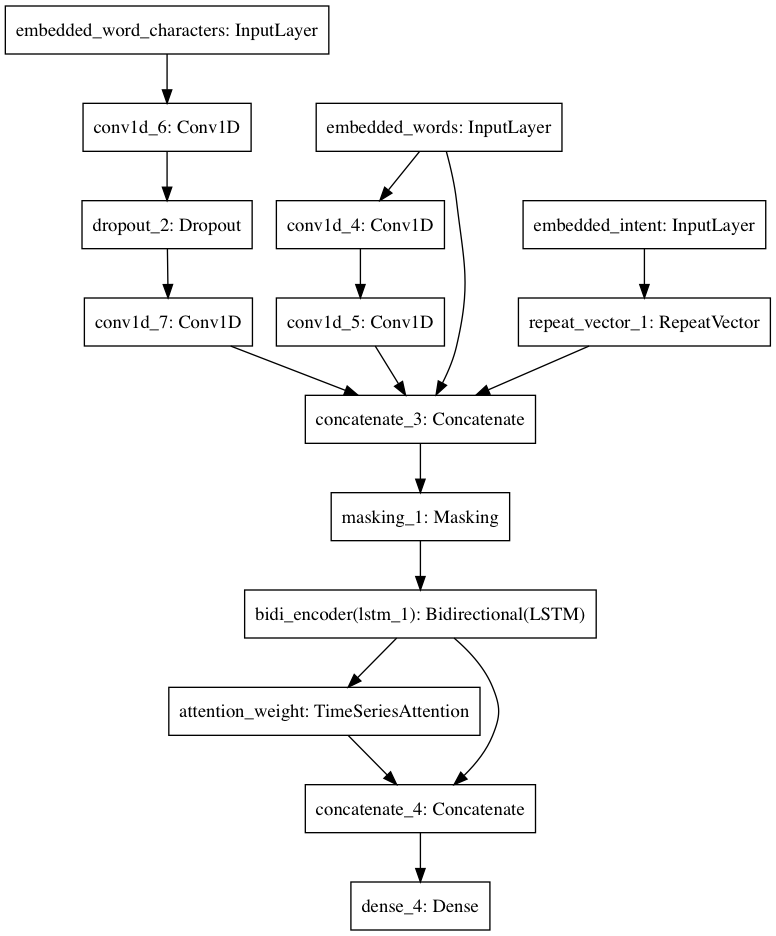 embedded_word_characters: InputLayer
conv1d_6: Conv1D
embedded_words: InputLayer
dropout_2: Dropout
conv1d_4: Conv1D
embedded_intent: InputLayer
conv1d_7: Conv1D
conv1d_5: Conv1D
repeat_vector_1: RepeatVector
concatenate_3: Concatenate
masking_1: Masking
bidi_encoder(lstm_1): Bidirectional(LSTM)
attention_weight: TimeSeriesAttention
concatenate_4: Concatenate
dense_4: Dense